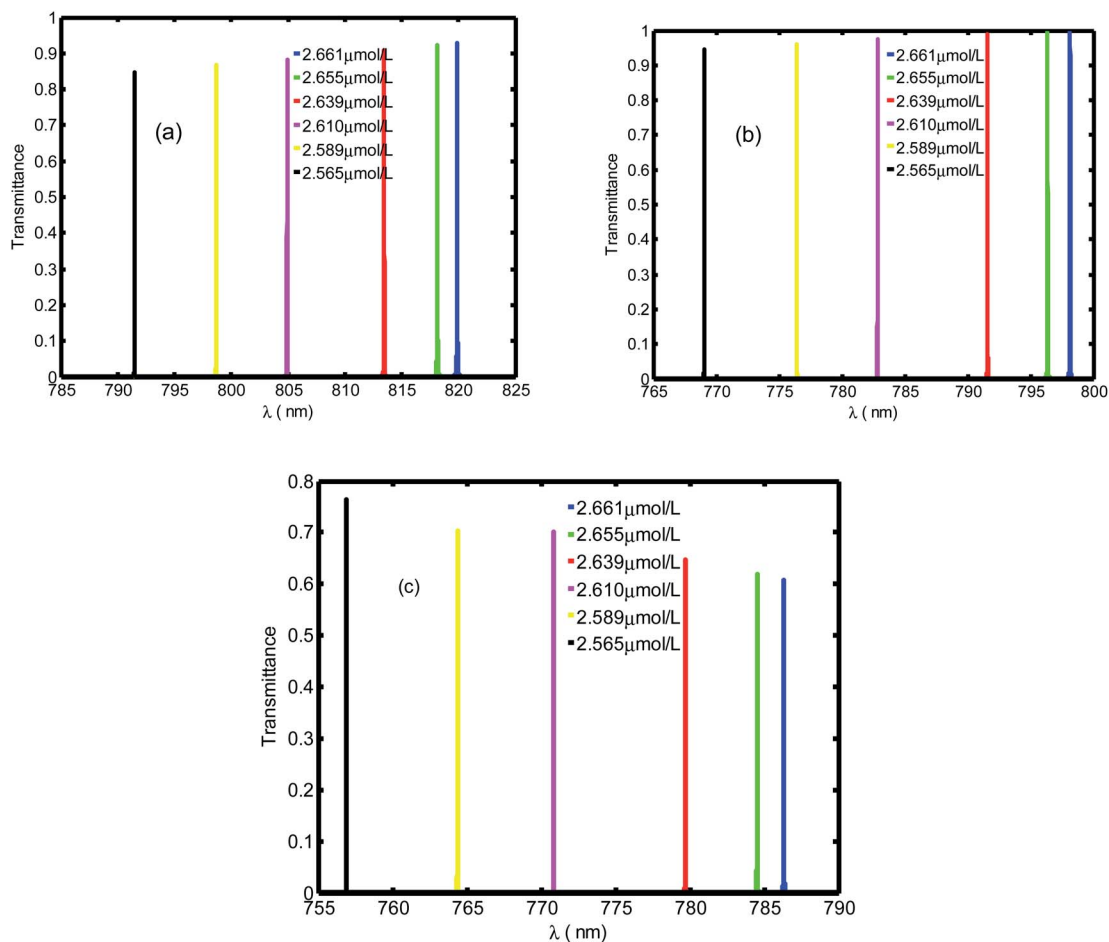 1
0.9
0.8
0.7
0.6
0.5
0.4
0.3
0.2
0.1
0
Transmittance
(a)
2.661μmol/L
2.655μmol/L
2.639μmol/L
2.610μmol/L
2.589μmol/L
2.565μmol/L
785 790 795 800 805 810 815 820 825
λ ( nm)
1
0.9
0.8
0.7
0.6
0.5
0.4
0.3
0.2
0.1
0
Transmittance
(b)
2.661μmol/L
2.655μmol/L
2.639μmol/L
2.610μmol/L
2.589μmol/L
2.565μmol/L
765 770 775 780 785 790 795 800
λ ( nm)
0.8
0.7
0.6
0.5
0.4
0.3
0.2
0.1
0
Transmittance
(c)
2.661μmol/L
2.655μmol/L
2.639μmol/L
2.610μmol/L
2.589μmol/L
2.565μmol/L
755 760 765 770 775 780 785 790
λ ( nm)